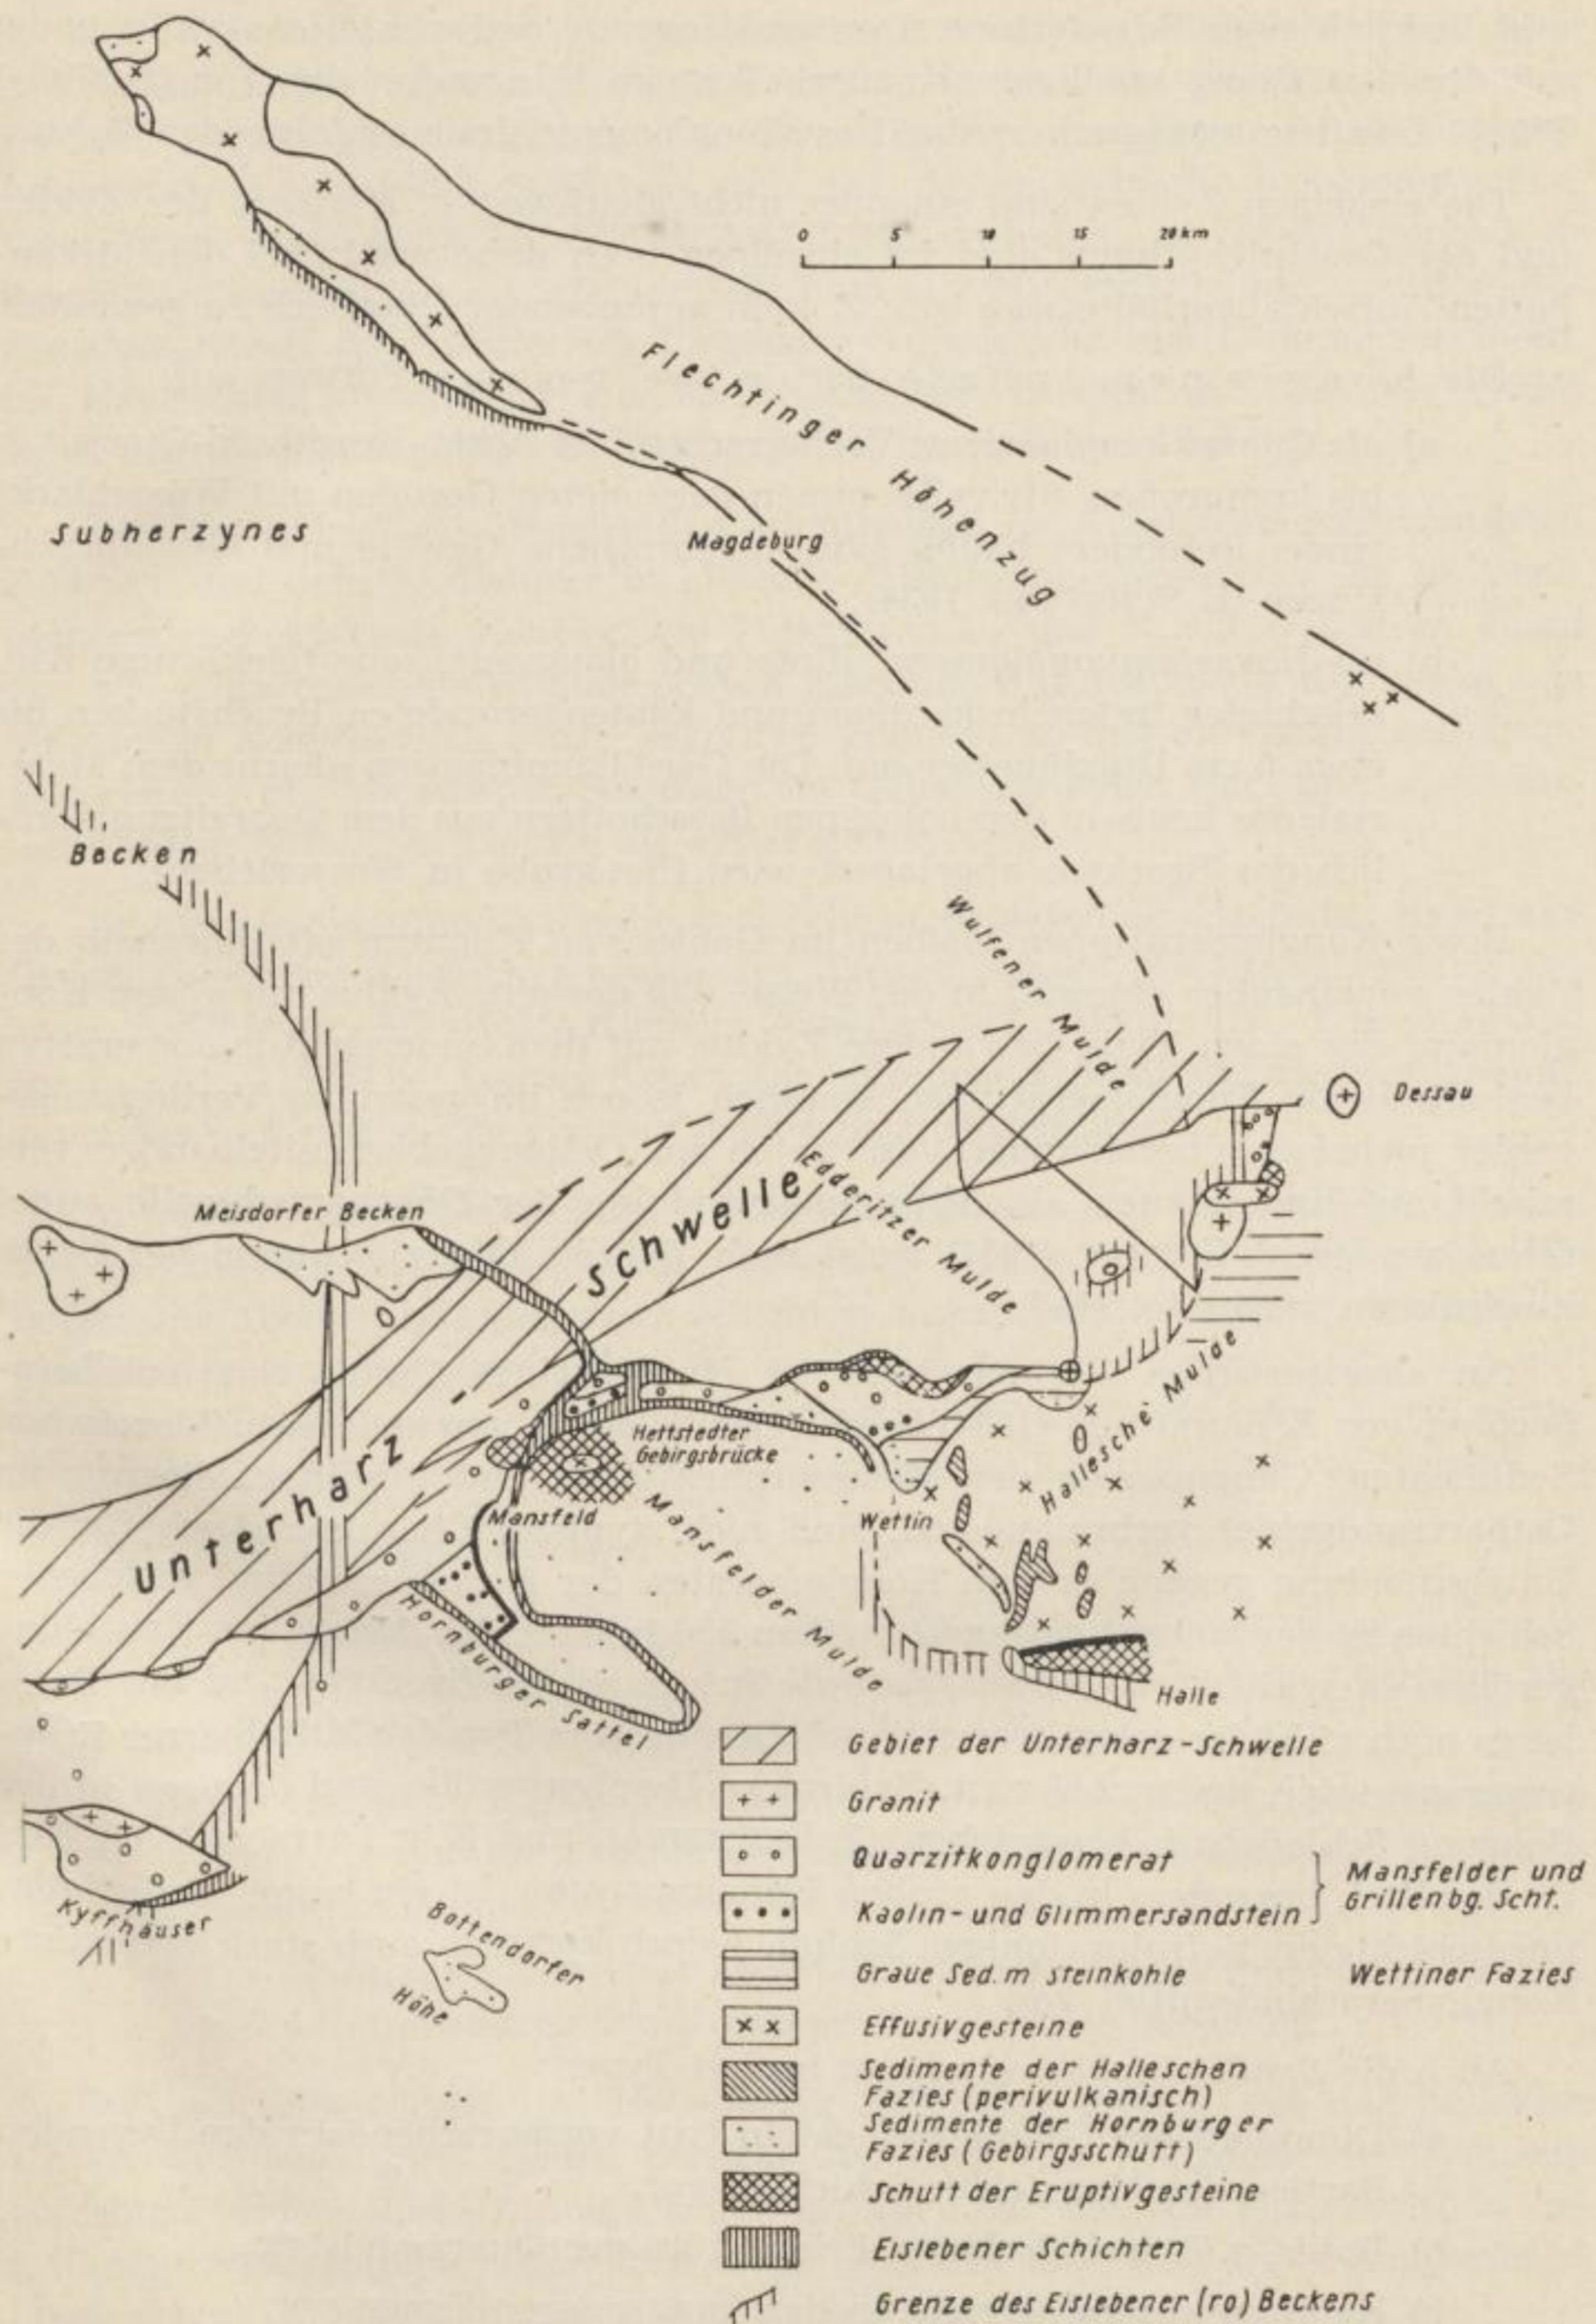 0 5 10 15 20 km
Flechtinger Höhenzug
Subherzynes
Magdeburg
Becken
Wulfener Mulde
Dessau
Meisdorfer Becken
Schwelle
Edderitzer Mulde
Hallesche Mulde
Unterharz
Hettstedter
Gebirgsbrücke
Mansfeld
Wettin
Mansfelder Mulde
Hornburger Sattel
Halle
Kyffhäuser
Bottendorfer
Höhe
Gebiet der Unterharz-Schwelle
Granit
Quarzitkonglomerat
Kaolin- und Glimmersandstein
Mansfelder und
Grillenbg. Scht.
Graue Sed. m Steinkohle
Wettiner Fazies
Effusivgesteine
Sedimente der Halleschen
Fazies (perivulkanisch)
Sedimente der Hornburger
Fazies (Gebirgsschutt)
Schutt der Eruptivgesteine
Eislebener Schichten
Grenze des Eislebener (ro) Beckens